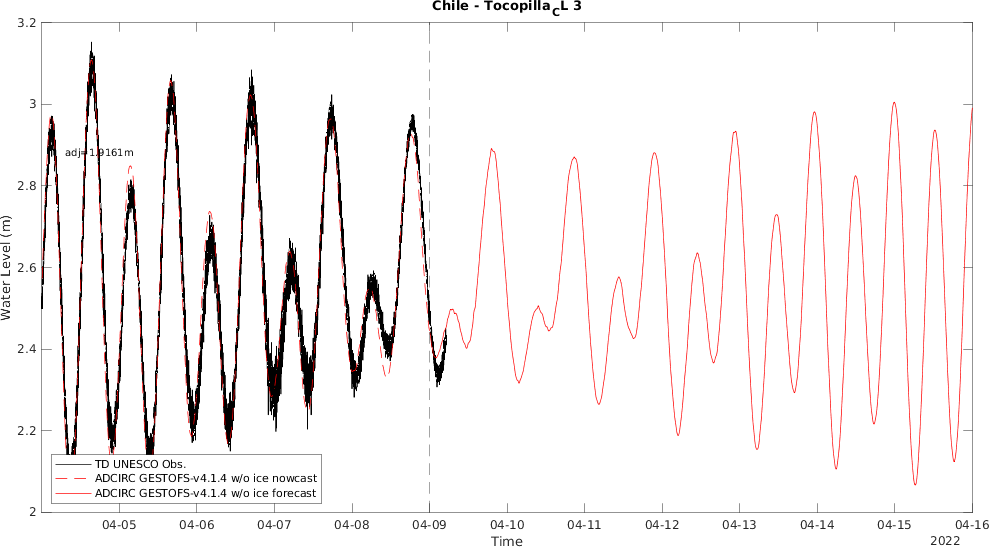 Chile - Tocopilla_CL 3
3.2
3
2.8
2.6
2.4
2.2
2
Water Level (m)
adj=1.9161m
TD UNESCO Obs.
ADCIRC GESTOFS-v4.1.4 w/o ice nowcast
ADCIRC GESTOFS-v4.1.4 w/o ice forecast
04-05 04-06 04-07 04-08 04-09 04-10 04-11 04-12 04-13 04-14 04-15 04-16
Time
2022